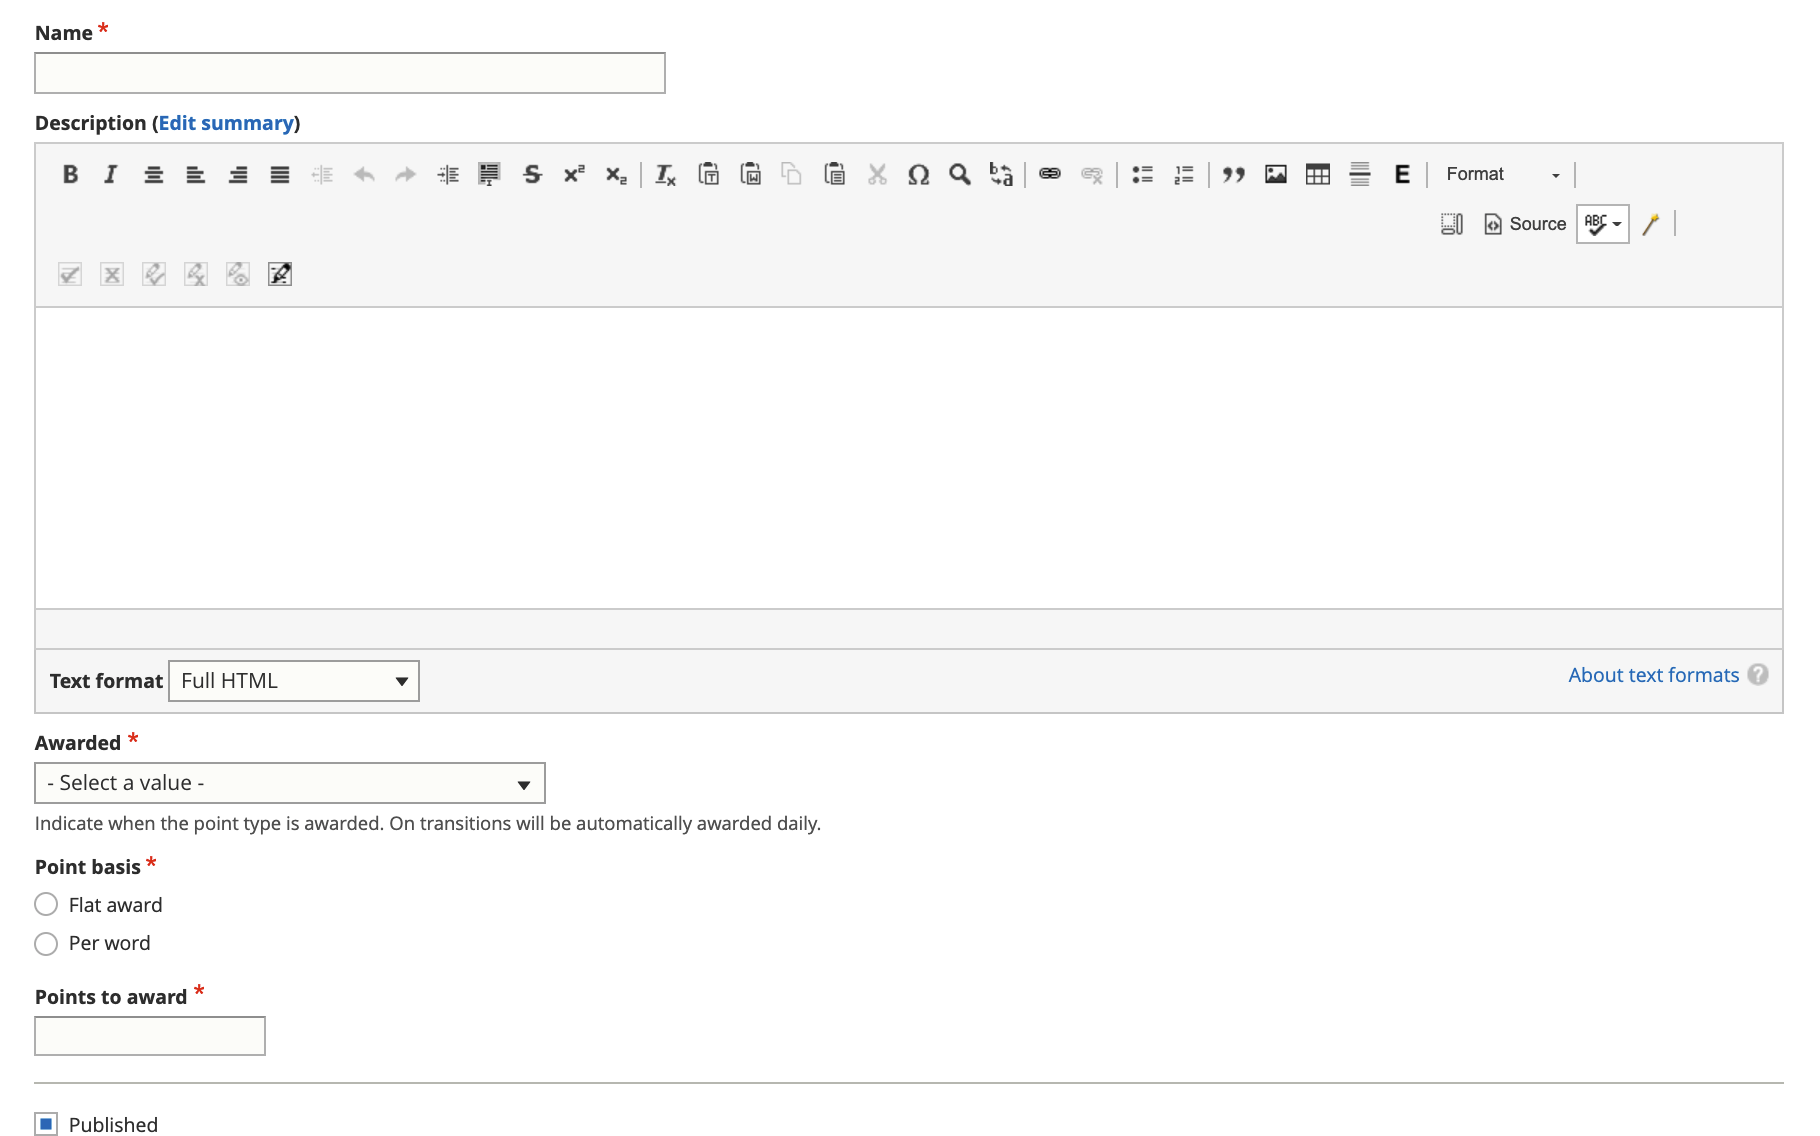 Name *
Description (Edit summary)
Format
Source
Text format Full HTML
About text formats ?
Awarded *
- Select a value -
Indicate when the point type is awarded. On transitions will be automatically awarded daily.
Point basis *
Flat award
Per word
Points to award *
Published